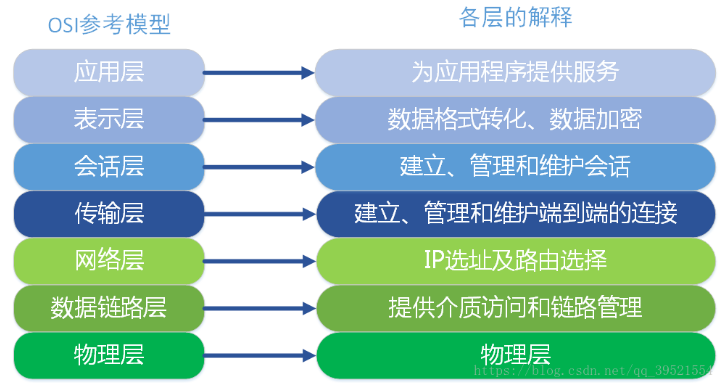 OSI参考模型 各层的解释
应用层 为应用程序提供服务
表示层 数据格式转化、数据加密
会话层 建立、管理和维护会话
传输层 建立、管理和维护端到端的连接
网络层 IP选址及路由选择
数据链路层 提供介质访问和链路管理
物理层 物理层
https://blog.csdn.net/qq_39521554